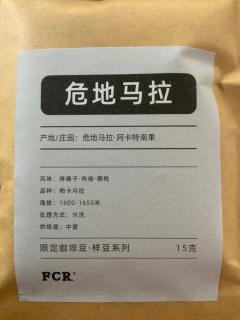 危地马拉
产地/庄园：危地马拉·阿卡特南果
风味：烤榛子·肉桂·樱桃
品种：帕卡马拉
海拔：1600-1650米
处理方式：水洗
烘焙度：中度
限定咖啡豆·样豆系列 15克
FCR